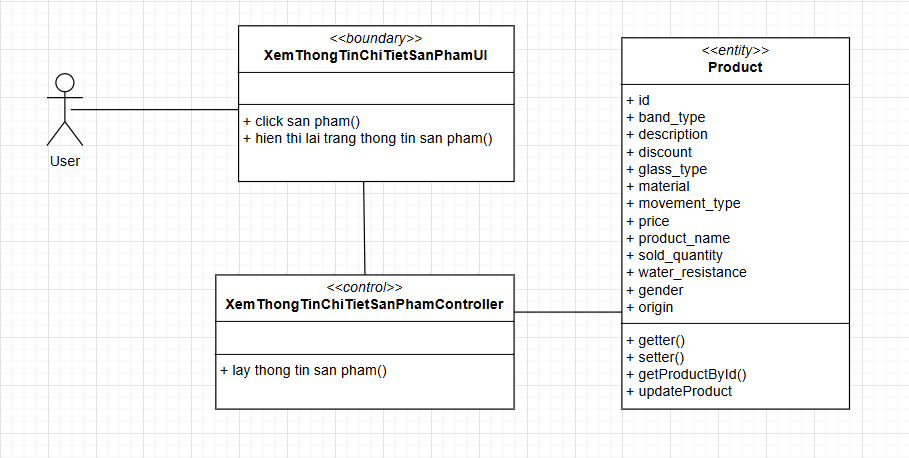 <<boundary>>
XemThongTinChiTietSanPhamUI
+ click san pham()
+ hien thi lai trang thong tin san pham()
User
<<control>>
XemThongTinChiTietSanPhamController
+ lay thong tin san pham()
<<entity>>
Product
+ id
+ band_type
+ description
+ discount
+ glass_type
+ material
+ movement_type
+ price
+ product_name
+ sold_quantity
+ water_resistance
+ gender
+ origin
+ getter()
+ setter()
+ getProductById()
+ updateProduct